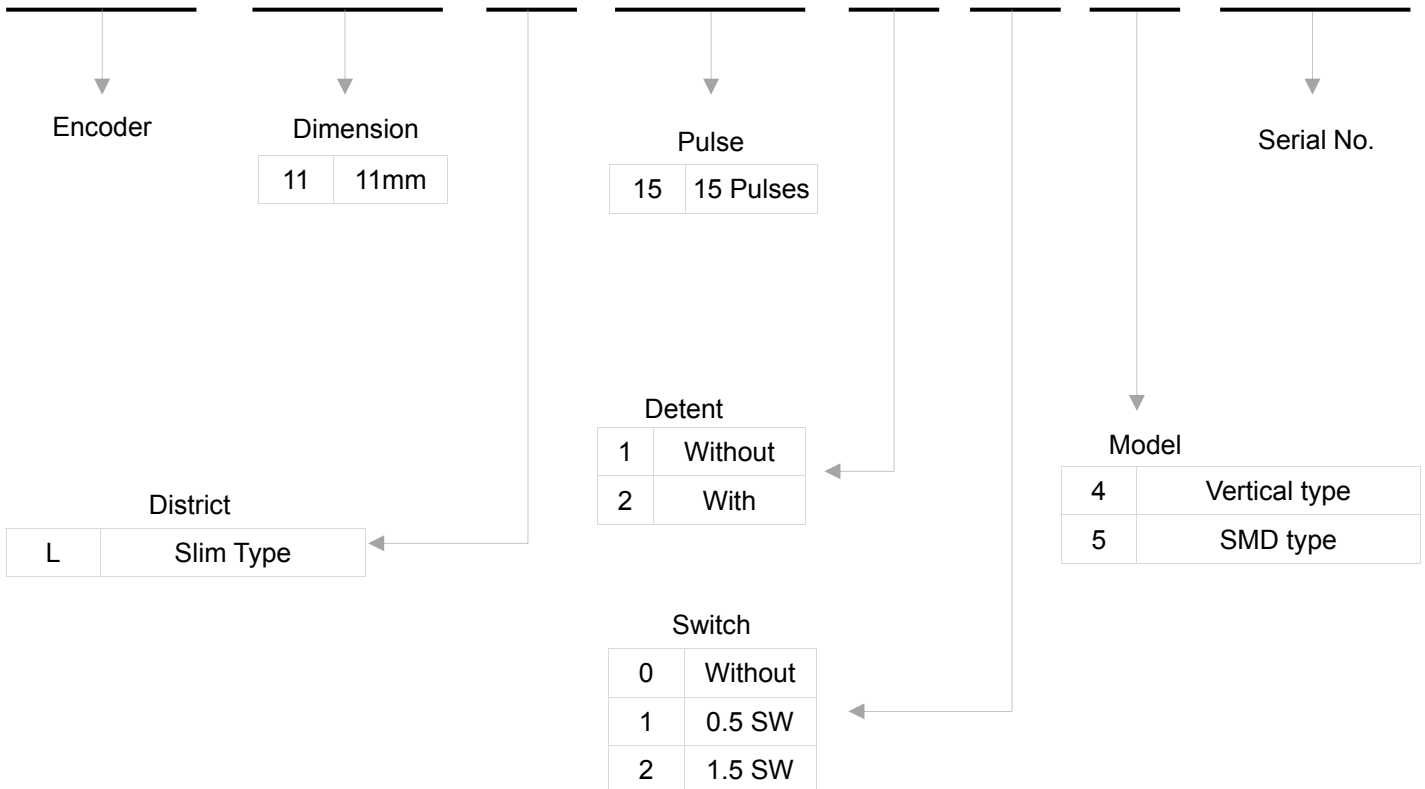 Encoder
Dimension
11 11mm
Pulse
15 15 Pulses
Serial No.
Detent
1 Without
2 With
Model
4 Vertical type
5 SMD type
District
L Slim Type
Switch
0 Without
1 0.5 SW
2 1.5 SW